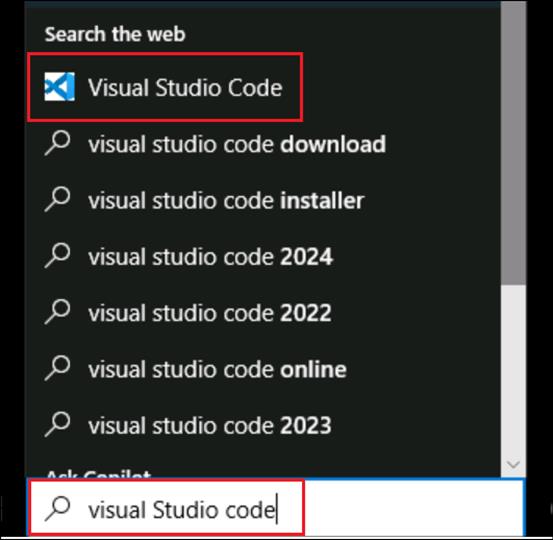 Search the web
Visual Studio Code
visual studio code download
visual studio code installer
visual studio code 2024
visual studio code 2022
visual studio code online
visual studio code 2023
Ask Copilot
visual Studio code